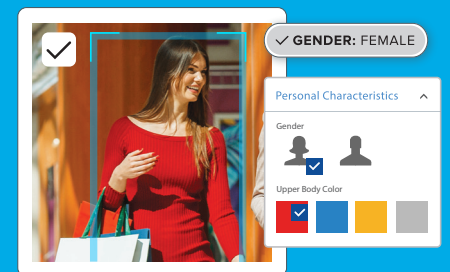 GENDER: FEMALE
Personal Characteristics
Gender
Upper Body Color